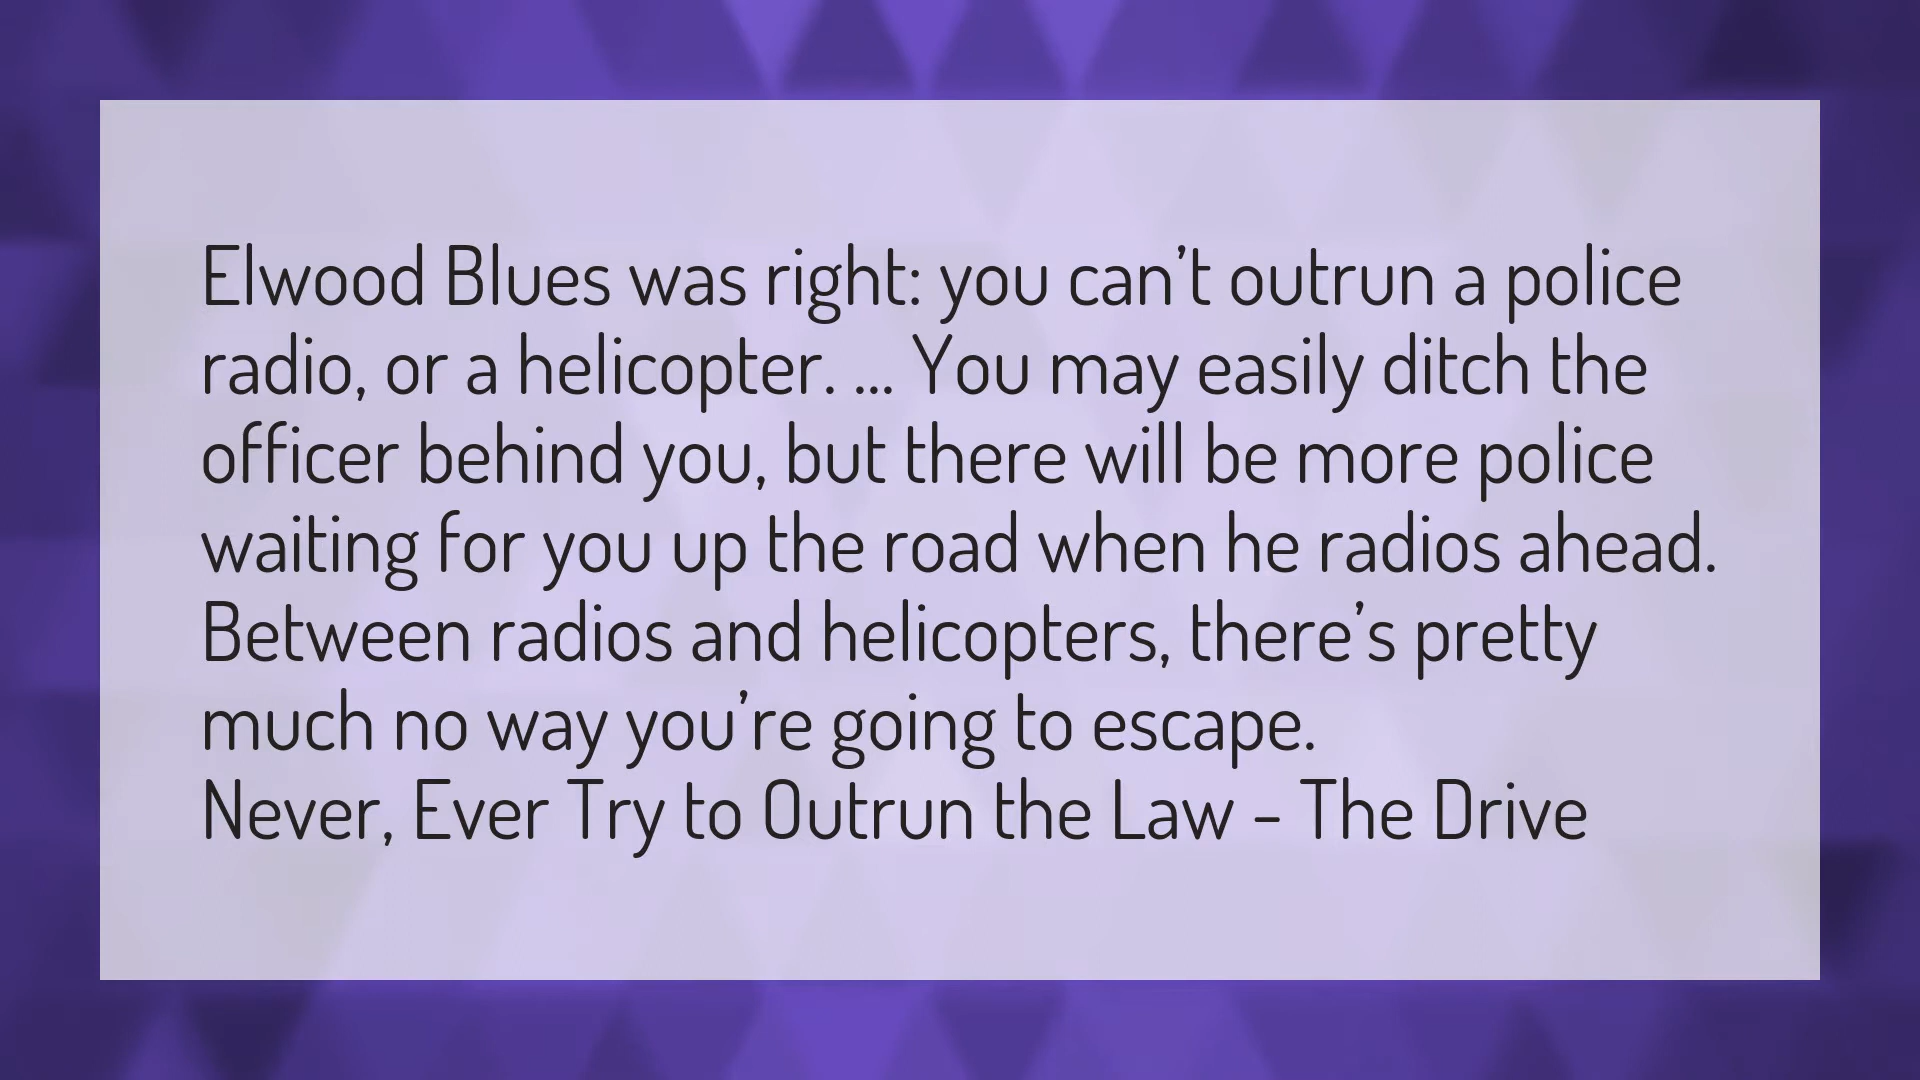 Elwood Blues was right: you can't outrun a police
radio, or a helicopter. ... You may easily ditch the
officer behind you, but there will be more police
waiting for you up the road when he radios ahead.
Between radios and helicopters, there's pretty
much no way you're going to escape.
Never, Ever Try to Outrun the Law - The Drive